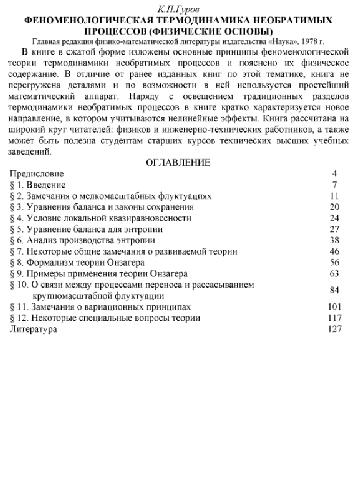 К.П.Гуров
ФЕНОМЕНОЛОГИЧЕСКАЯ ТЕРМОДИНАМИКА НЕОБРАТИМЫХ
ПРОЦЕССОВ (ФИЗИЧЕСКИЕ ОСНОВЫ)
Главная редакция физико-математической литературы издательства «Наука», 1978 г.
В книге в сжатой форме изложены основные принципы феноменологической
теории термодинамики необратимых процессов и пояснено их физическое
содержание. В отличие от ранее изданных книг по этой тематике, книга не
перегружена деталями и по возможности в ней используется простейший
математический аппарат. Наряду с освещением традиционных разделов
термодинамики необратимых процессов в книге кратко характеризуется новое
направление, в котором учитываются нелинейные эффекты. Книга рассчитана на
широкий круг читателей: физиков и инженерно-технических работников, а также
может быть полезна студентам старших курсов технических высших учебных
заведений.
ОГЛАВЛЕНИЕ
Предисловие 4
§ 1. Введение 7
§ 2. Замечания о мелкомасштабных флуктуациях 11
§ 3. Уравнения баланса и законы сохранения 20
§ 4. Условие локальной квазиравновесности 24
§ 5. Уравнение баланса для энтропии 27
§ 6. Анализ производства энтропии 38
§ 7. Некоторые общие замечания о развиваемой теории 46
§ 8. Формализм теории Онзагера 56
§ 9. Примеры применения теории Онзагера 63
§ 10. О связи между процессами переноса и рассасыванием
крупномасштабной флуктуации 84
§ 11. Замечания о вариационных принципах 101
§ 12. Некоторые специальные вопросы теории 117
Литература 127